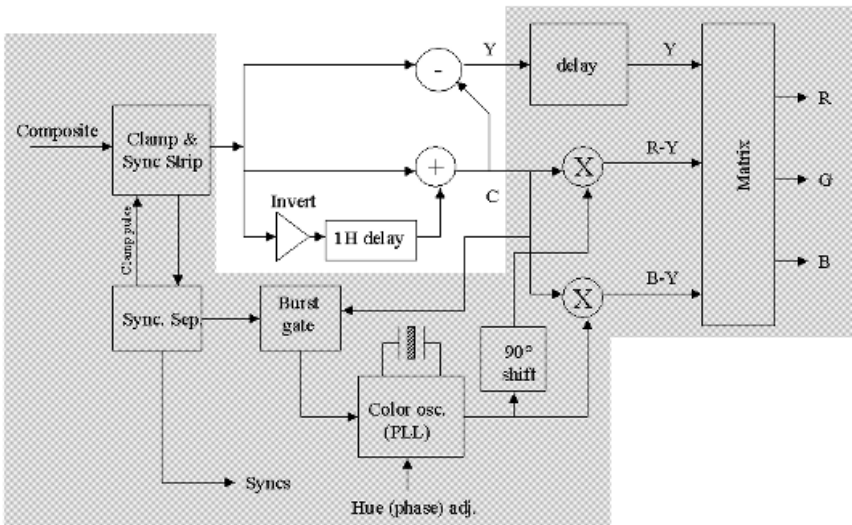 Y
delay
Y
-
R
Composite
Clamp &
Sync Strip
+
C
X
R-Y
Matrix
G
Invert
1H delay
Clamp pulse
B-Y
B
X
Sync. Sep.
Burst
gate
90°
shift
Color osc.
(PLL)
Syncs
Hue (phase) adj.